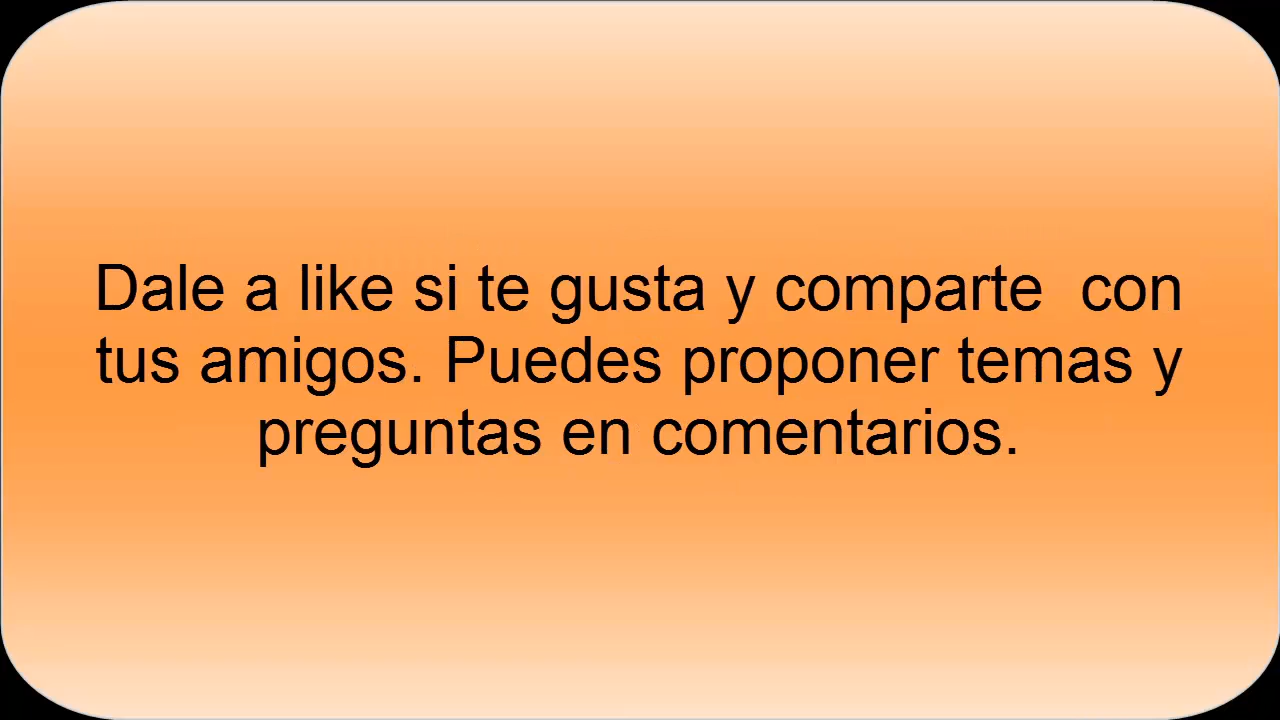 Dale a like si te gusta y comparte  con
tus amigos. Puedes proponer temas y
preguntas en comentarios.